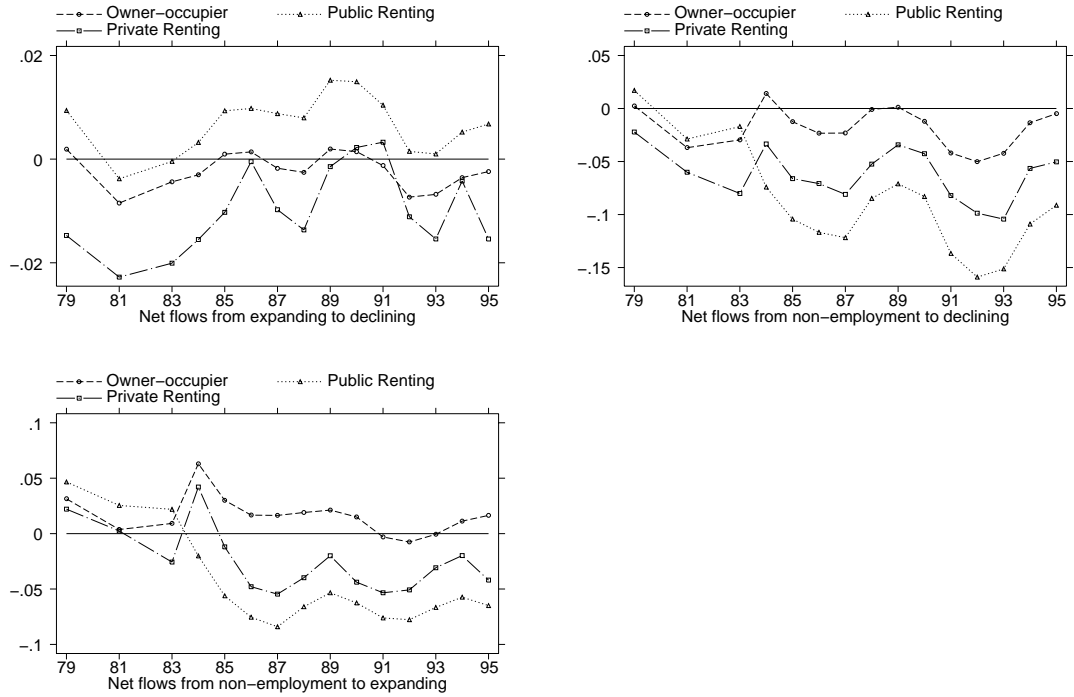 Owner−occupier Public Renting
Private Renting
.02
0
−.02
79 81 83 85 87 89 91 93 95
Net flows from expanding to declining
Owner−occupier Public Renting
Private Renting
.05
0
−.05
−.1
−.15
79 81 83 85 87 89 91 93 95
Net flows from non−employment to declining
Owner−occupier Public Renting
Private Renting
.1
.05
0
−.05
−.1
79 81 83 85 87 89 91 93 95
Net flows from non−employment to expanding